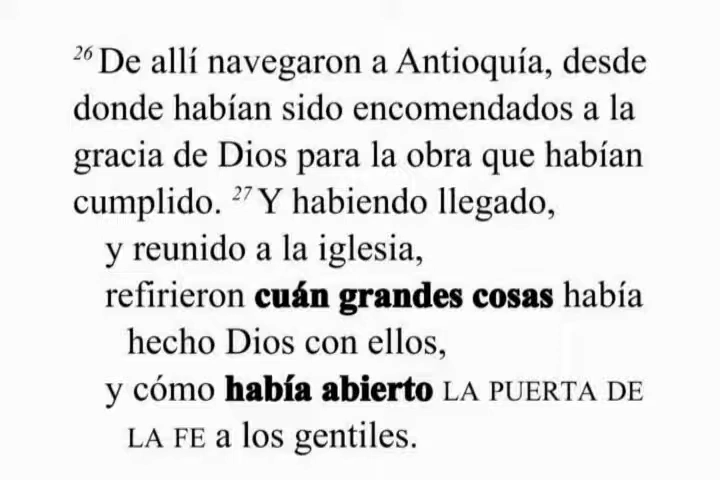 26 De allí navegaron a Antioquía, desde
donde habían sido encomendados a la
gracia de Dios para la obra que habían
cumplido. 27 Y habiendo llegado,
y reunido a la iglesia,
refirieron cuán grandes cosas había
hecho Dios con ellos,
y cómo había abierto LA PUERTA DE
LA FE a los gentiles.